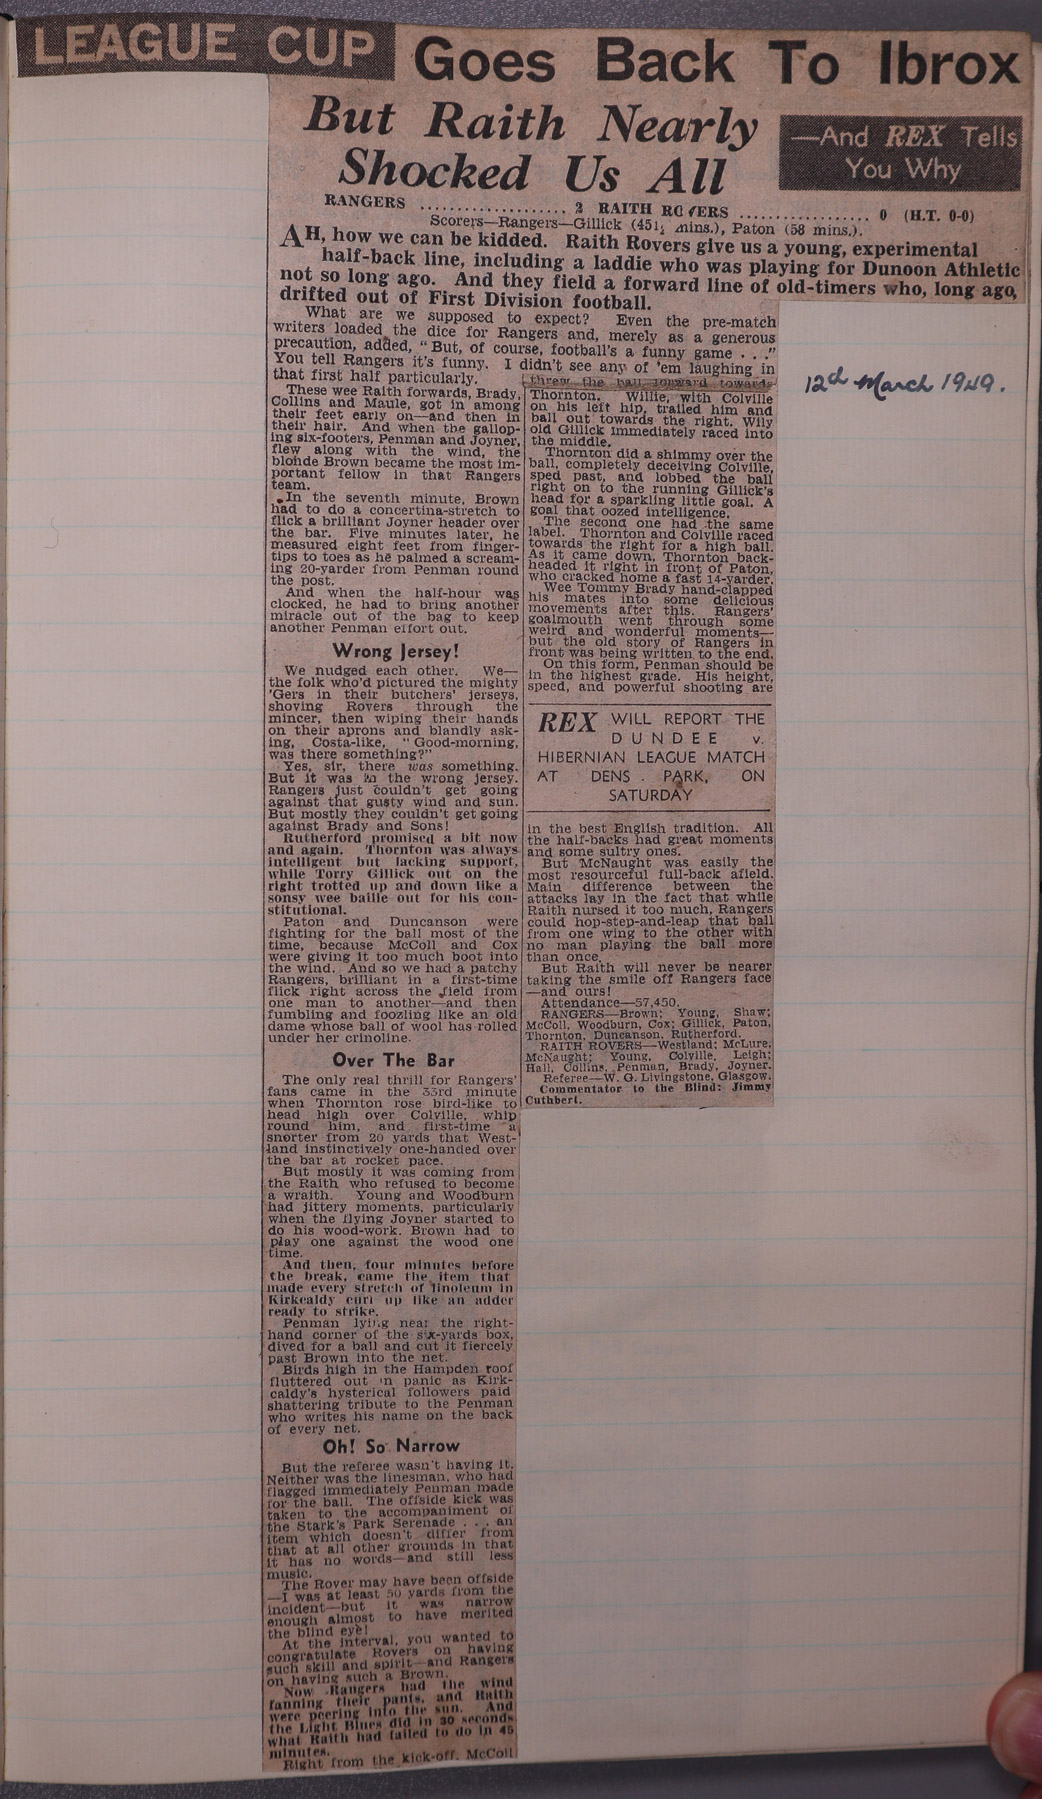 LEAGUE CUP Goes Back To Ibrox
But Raith Nearly
Shocked Us All
—And REX Tells
You Why
RANGERS .................. 2 RAITH ROVERS ................. 0 (H.T. 0-0)
Scorers—Rangers—Gillick (45½ mins.), Paton (58 mins.).
AH, how we can be kidded. Raith Rovers give us a young, experimental
half-back line, including a laddie who was playing for Dunoon Athletic
not so long ago. And they field a forward line of old-timers who, long ago,
drifted out of First Division football.
What are we supposed to expect? Even the pre-match
writers loaded the dice for Rangers and, merely as a generous
precaution, added, "But, of course, football's a funny game . . ."
You tell Rangers it's funny. I didn't see any of 'em laughing in
that first half particularly.
12th March 1949.
These wee Raith forwards, Brady,
Collins and Maule, got in among
their feet early on—and then in
their hair. And when the gallop-
ing six-footers, Penman and Joyner,
flew along with the wind, the
blonde Brown became the most im-
portant fellow in that Rangers
team.
In the seventh minute, Brown
had to do a concertina-stretch to
flick a brilliant Joyner header over
the bar. Five minutes later, he
measured eight feet from finger-
tips to toes as he palmed a scream-
ing 20-yarder from Penman round
the post.
And when the half-hour was
clocked, he had to bring another
miracle out of the bag to keep
another Penman effort out.
Wrong Jersey!
We nudged each other. We—
the folk who'd pictured the mighty
'Gers in their butchers' jerseys,
shoving Rovers through the
mincer, then wiping their hands
on their aprons and blandly ask-
ing, Costa-like, "Good-morning,
was there something?"
Yes, sir, there was something.
But it was in the wrong jersey.
Rangers just couldn't get going
against that gusty wind and sun.
But mostly they couldn't get going
against Brady and Sons!
Rutherford promised a bit now
and again. Thornton was always
intelligent but lacking support,
while Torry Gillick out on the
right trotted up and down like a
sonsy wee bailie out for his con-
stitutional.
Paton and Duncanson were
fighting for the ball most of the
time, because McColl and Cox
were giving it too much boot into
the wind. And so we had a patchy
Rangers, brilliant in a first-time
flick right across the field from
one man to another—and then
fumbling and foozling like an old
dame whose ball of wool has rolled
under her crinoline.
Over The Bar
The only real thrill for Rangers'
fans came in the 33rd minute
when Thornton rose bird-like to
head high over Colville, whip
round him, and first-time a
snorter from 20 yards that West-
land instinctively one-handed over
the bar at rocket pace.
But mostly it was coming from
the Raith who refused to become
a wraith. Young and Woodburn
had jittery moments, particularly
when the flying Joyner started to
do his wood-work. Brown had to
play one against the wood one
time.
And then, four minutes before
the break, came the item that
made every stretch of linoleum in
Kirkcaldy curl up like an adder
ready to strike.
Penman lying near the right-
hand corner of the six-yards box,
dived for a ball and cut it fiercely
past Brown into the net.
Birds high in the Hampden roof
fluttered out in panic as Kirk-
caldy's hysterical followers paid
shattering tribute to the Penman
who writes his name on the back
of every net.
Oh! So Narrow
But the referee wasn't having it.
Neither was the linesman, who had
flagged immediately Penman made
for the ball. The offside kick was
taken to the accompaniment of
the Stark's Park Serenade . . . an
item which doesn't differ from
that at all other grounds in that
it has no words—and still less
music.
The Rover may have been offside
—I was at least 50 yards from the
incident—but it was narrow
enough almost to have merited
the blind eye!
At the interval, you wanted to
congratulate Rovers on having
such skill and spirit—and Rangers
on having such a Brown.
Now Rangers had the wind
fanning their pants, and Raith
were peering into the sun. And
the Light Blues did in 30 seconds
what Raith had failed to do in 45
minutes.
Right from the kick-off, McColl
threw the ball forward towards
Thornton. Willie, with Colville
on his left hip, trailed him and
ball out towards the right. Wily
old Gillick immediately raced into
the middle.
Thornton did a shimmy over the
ball, completely deceiving Colville,
sped past, and lobbed the ball
right on to the running Gillick's
head for a sparkling little goal. A
goal that oozed intelligence.
The second one had the same
label. Thornton and Colville raced
towards the right for a high ball.
As it came down, Thornton back-
headed it right in front of Paton,
who cracked home a fast 14-yarder.
Wee Tommy Brady hand-clapped
his mates into some delicious
movements after this. Rangers'
goalmouth went through some
weird and wonderful moments—
but the old story of Rangers in
front was being written to the end.
On this form, Penman should be
in the highest grade. His height,
speed, and powerful shooting are
REX WILL REPORT THE
DUNDEE v.
HIBERNIAN LEAGUE MATCH
AT DENS PARK, ON
SATURDAY
in the best English tradition. All
the half-backs had great moments
and some sultry ones.
But McNaught was easily the
most resourceful full-back afield.
Main difference between the
attacks lay in the fact that while
Raith nursed it too much, Rangers
could hop-step-and-leap that ball
from one wing to the other with
no man playing the ball more
than once.
But Raith will never be nearer
taking the smile off Rangers face
—and ours!
Attendance—57,450.
RANGERS—Brown; Young, Shaw;
McColl, Woodburn, Cox; Gillick, Paton,
Thornton, Duncanson, Rutherford.
RAITH ROVERS—Westland; McLure,
McNaught; Young, Colville, Leigh;
Hall, Collins, Penman, Brady, Joyner.
Referee—W. G. Livingstone, Glasgow.
Commentator to the Blind: Jimmy
Cuthbert.